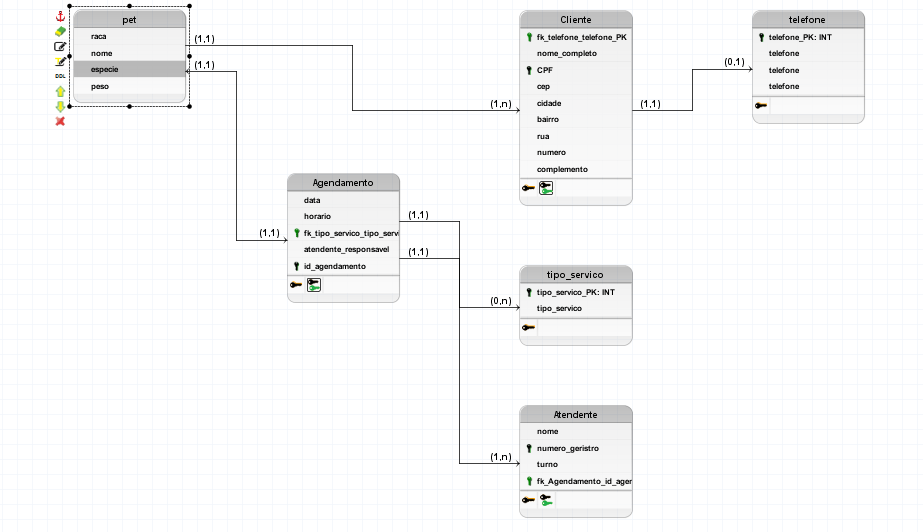 pet
raca
nome
especie
peso
DDL
(1,1)
(1,1)
(1,n)
Cliente
fk_telefone_telefone_PK
nome_completo
CPF
cep
cidade
bairro
rua
numero
complemento
(1,1)
(0,1)
telefone
telefone_PK: INT
telefone
telefone
telefone
(1,1)
Agendamento
data
horario
fk_tipo_servico_tipo_servi
atendente_responsavel
id_agendamento
(1,1)
(1,1)
(0,n)
tipo_servico
tipo_servico_PK: INT
tipo_servico
(1,n)
Atendente
nome
numero_geristro
turno
fk_Agendamento_id_agen